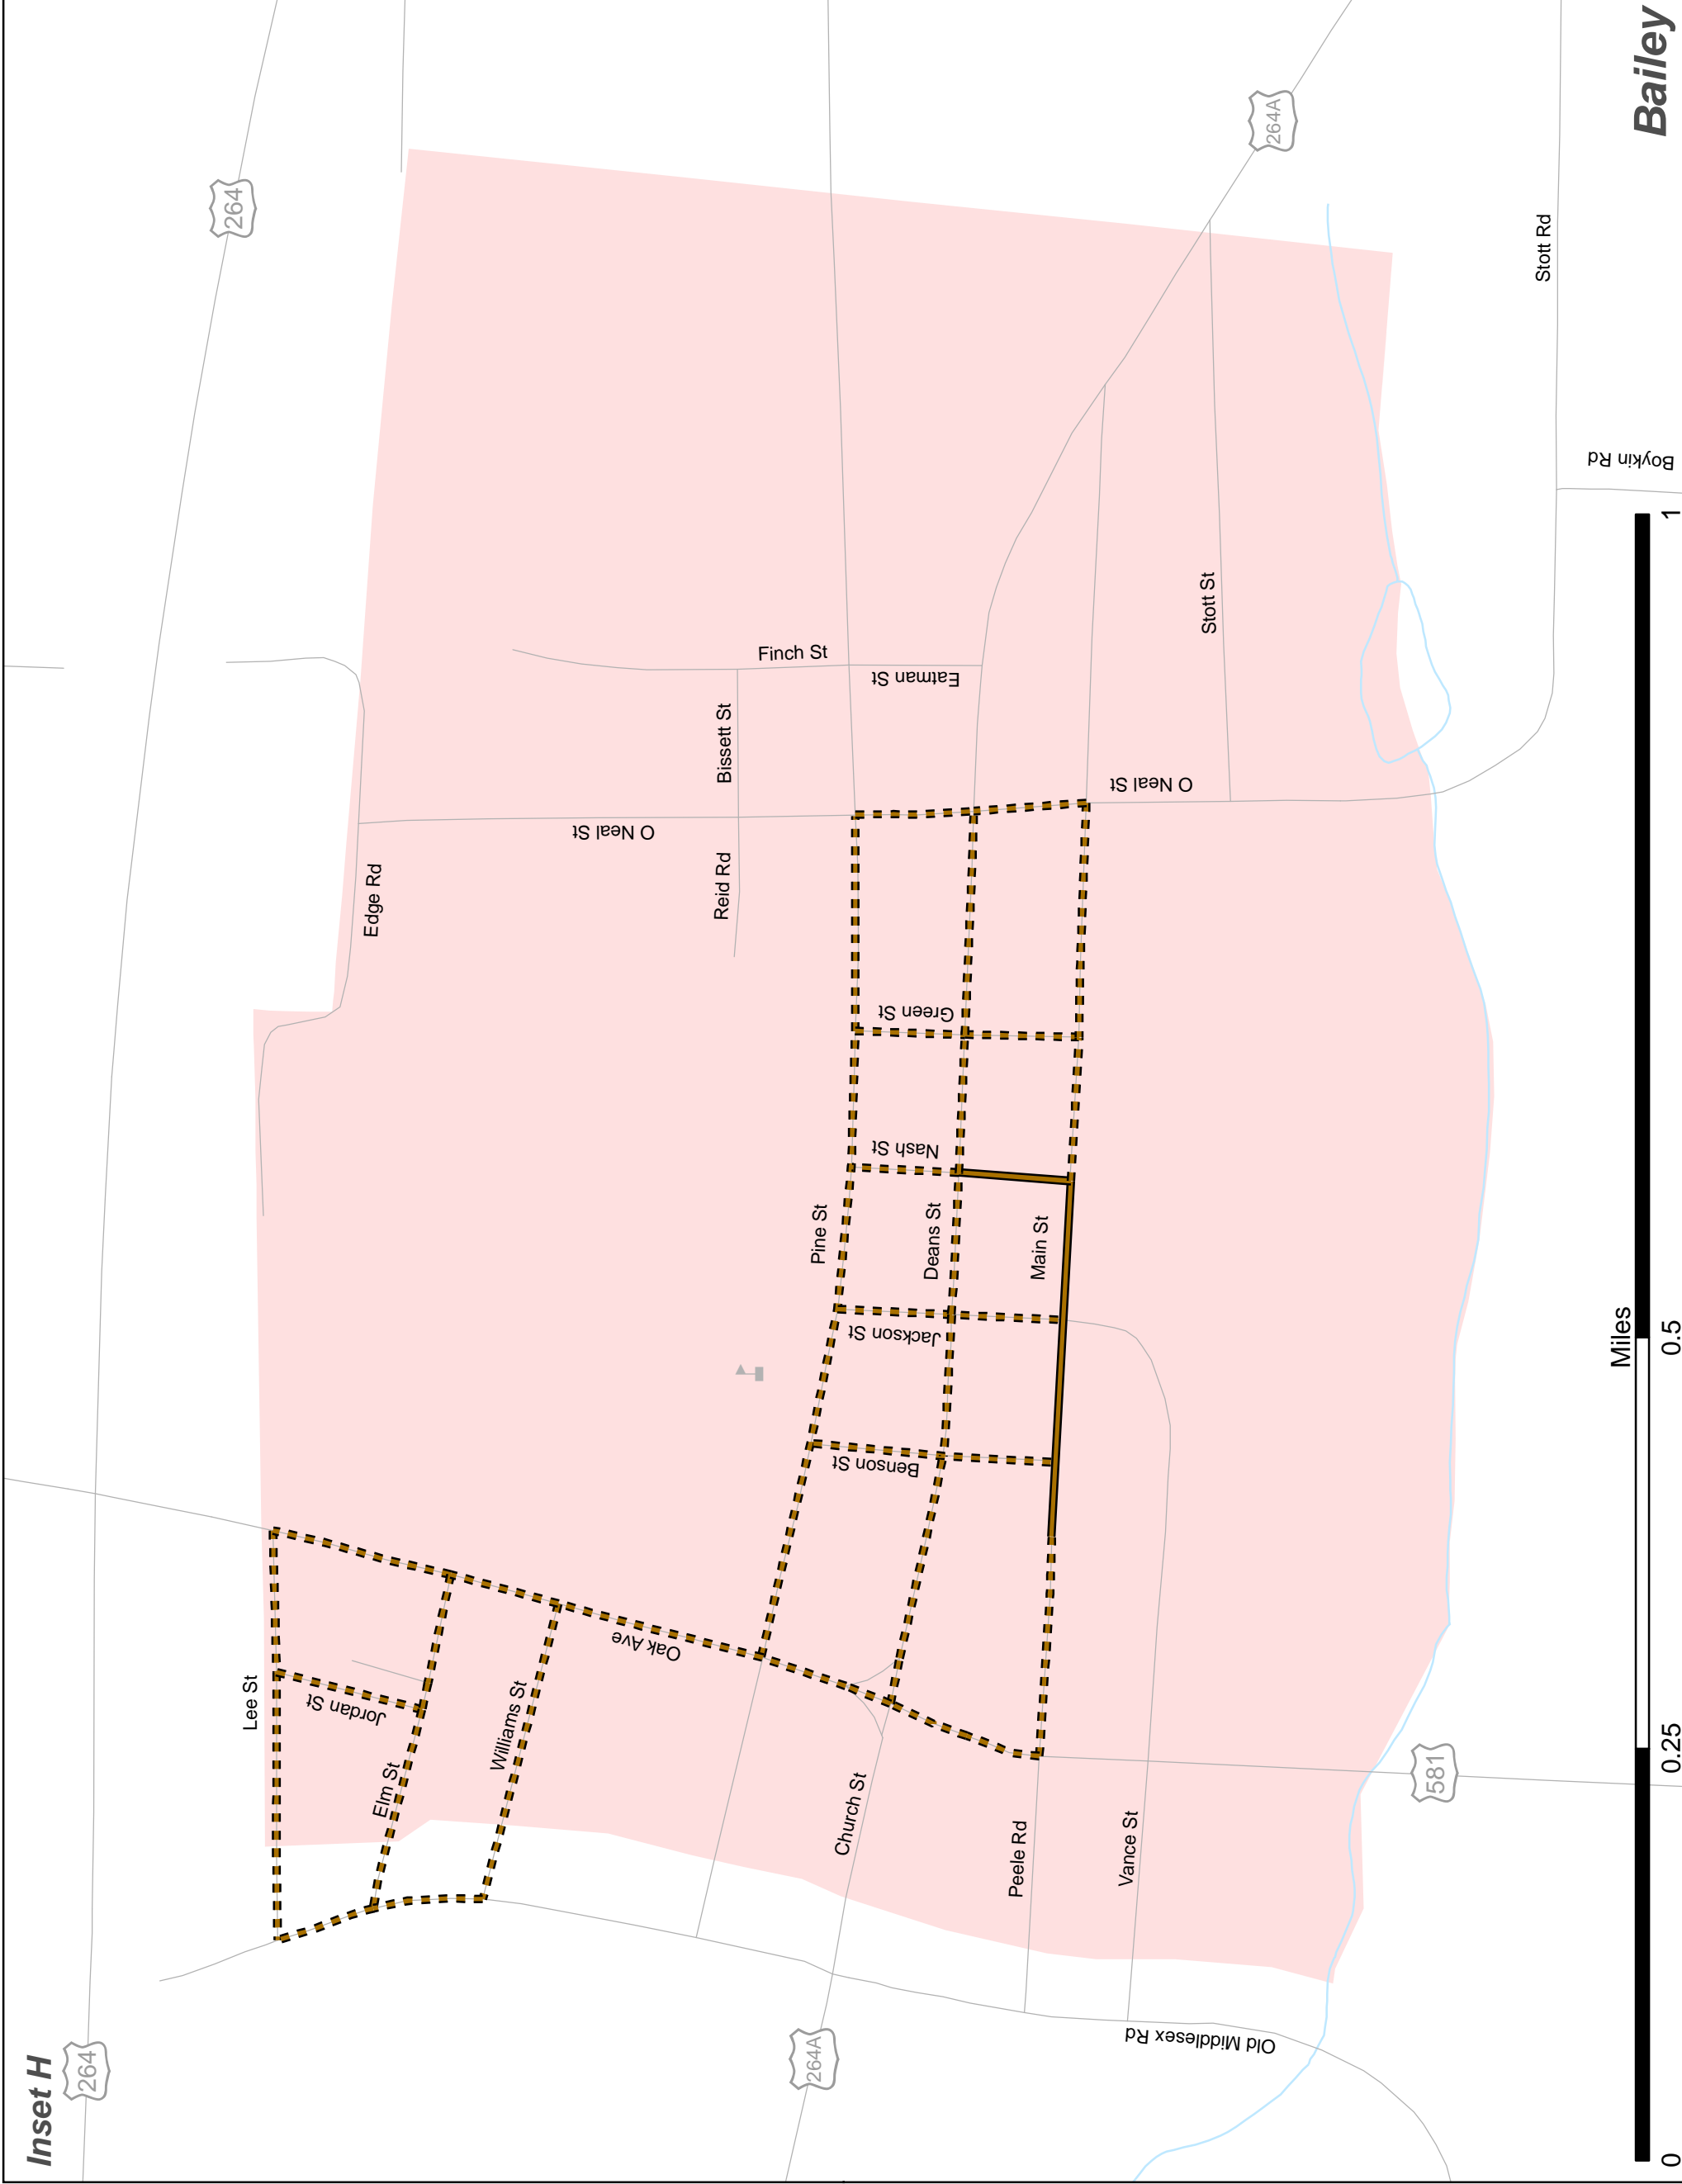 Inset H
Bailey
264
264
264A
264A
581
Lee St
Jordan St
Elm St
Williams St
Oak Ave
Church St
Peele Rd
Vance St
Old Middlesex Rd
Benson St
Jackson St
Pine St
Deans St
Main St
Nash St
Green St
Edge Rd
Reid Rd
O Neal St
O Neal St
Bissett St
Finch St
Eatman St
Stott St
Stott Rd
Boykin Rd
Miles
0
0.25
0.5
1